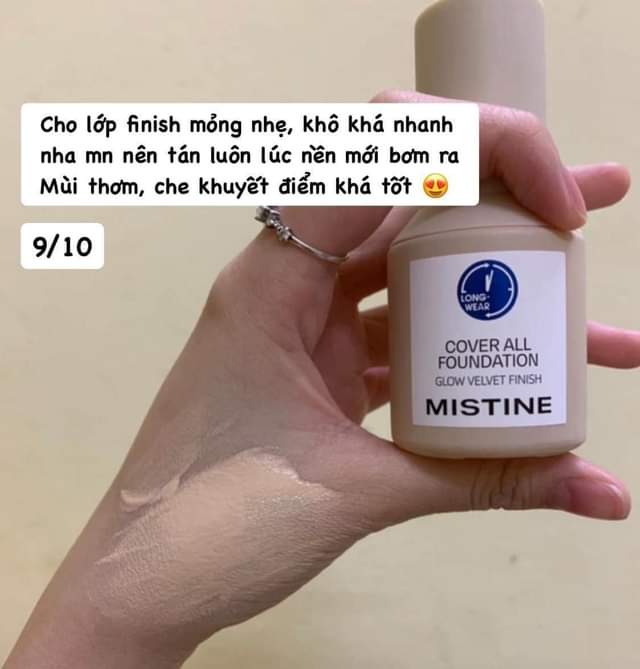 Cho lớp finish mỏng nhẹ, khô khá nhanh
nha mn nên tán luôn lúc nền mới bơm ra
Mùi thơm, che khuyết điểm khá tốt 😍
9/10
LONG-
WEAR
COVER ALL
FOUNDATION
GLOW VELVET FINISH
MISTINE